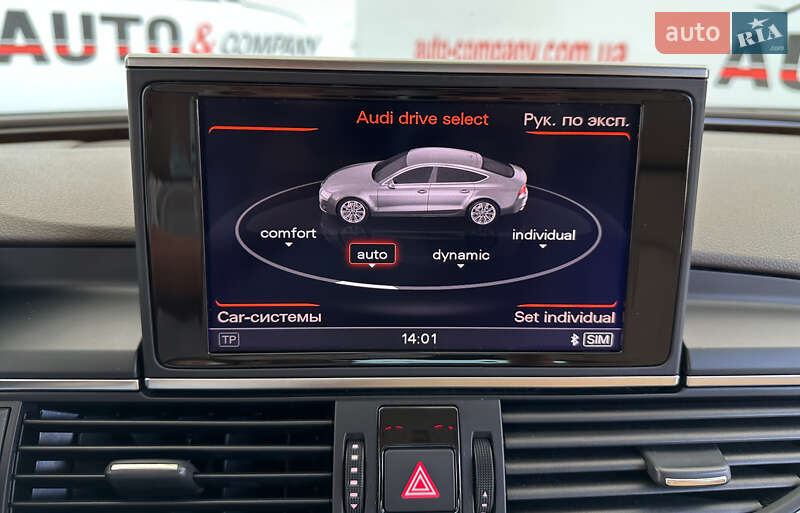 AUTO & COMPANY
auto-company.com.ua
auto RIA
Audi drive select
Рук. по эксп.
comfort
auto
dynamic
individual
Car-системы
Set individual
TP
14:01
SIM